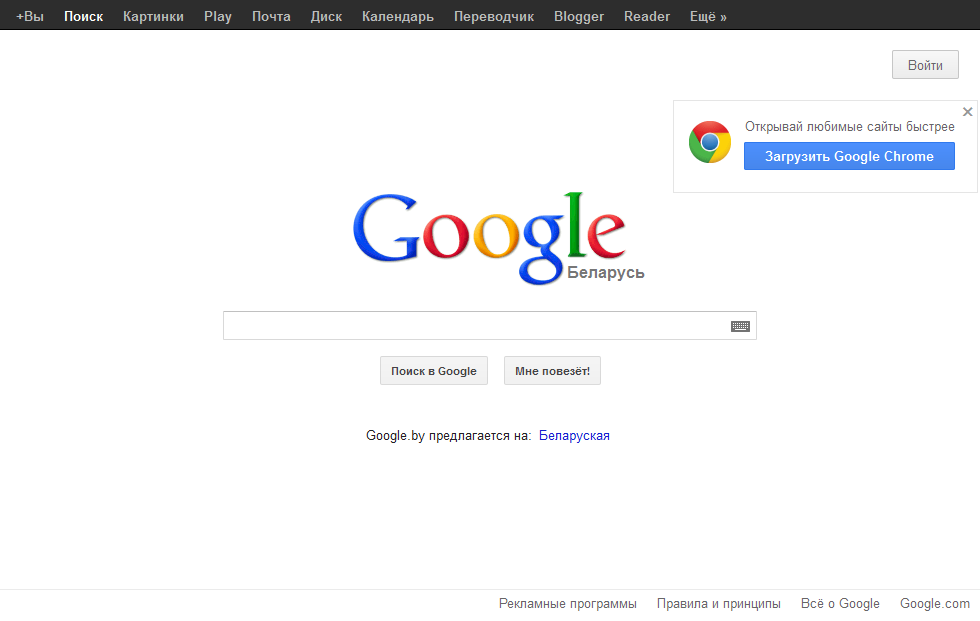 +Вы Поиск Картинки Play Почта Диск Календарь Переводчик Blogger Reader Ещё »
Войти
Открывай любимые сайты быстрее
Загрузить Google Chrome
Google
Беларусь
Поиск в Google Мне повезёт!
Google.by предлагается на: Беларуская
Рекламные программы Правила и принципы Всё о Google Google.com